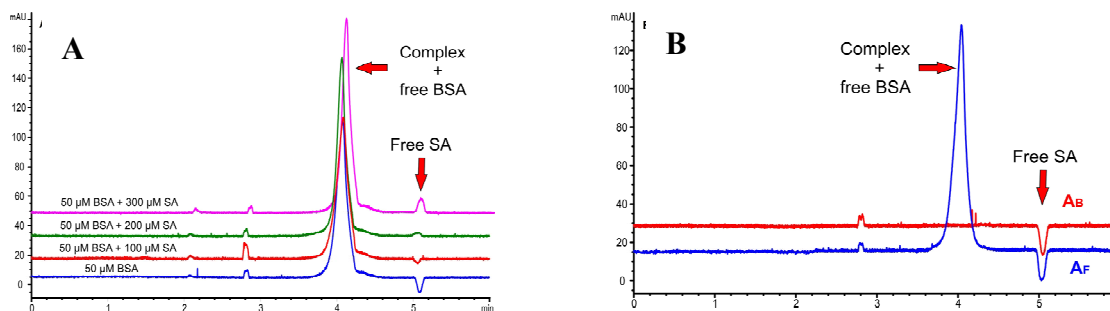 mAU
A
160
140
120
100
80
60
40
20
0
Complex
+
free BSA
Free SA
50 µM BSA + 300 µM SA
50 µM BSA + 200 µM SA
50 µM BSA + 100 µM SA
50 µM BSA
0
1
2
3
4
5
min
mAU
B
120
100
80
60
40
20
0
Complex
+
free BSA
Free SA
AB
AF
0
1
2
3
4
5